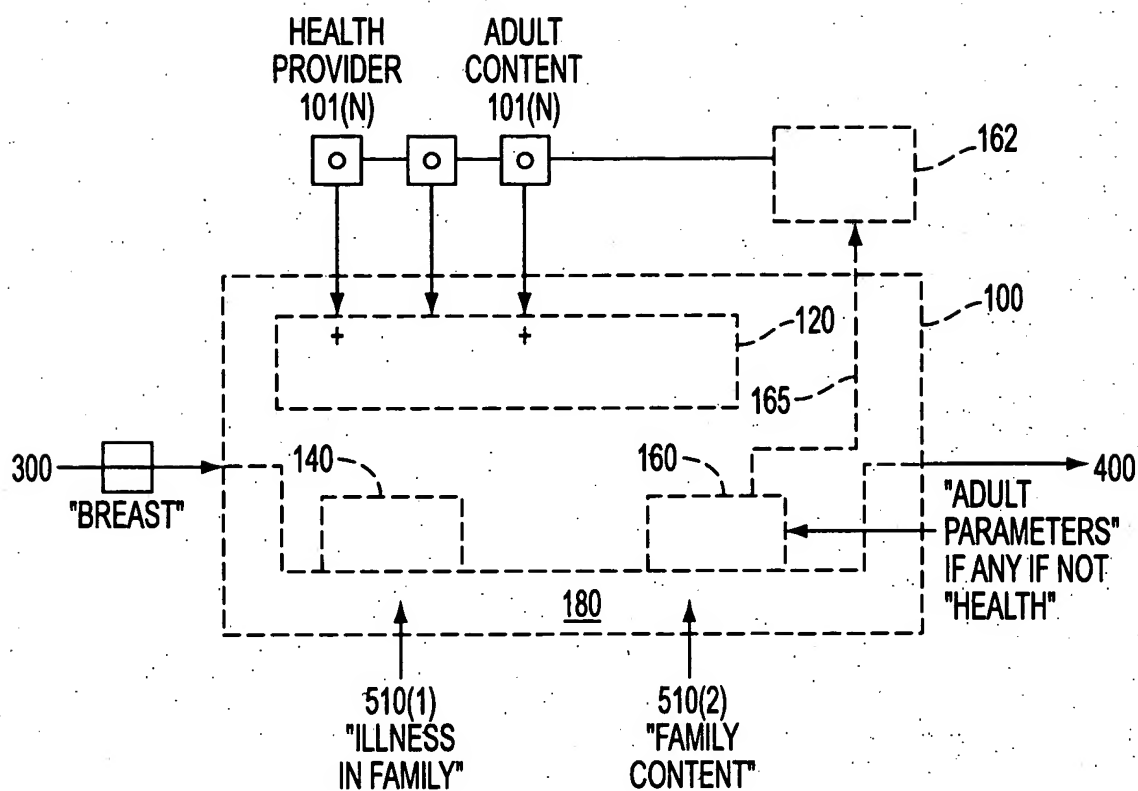 HEALTH
PROVIDER
101(N)
ADULT
CONTENT
101(N)
162
100
+
+
120
165
300
"BREAST"
140
160
400
"ADULT
PARAMETERS"
IF ANY IF NOT
"HEALTH"
180
510(1)
"ILLNESS
IN FAMILY"
510(2)
"FAMILY
CONTENT"